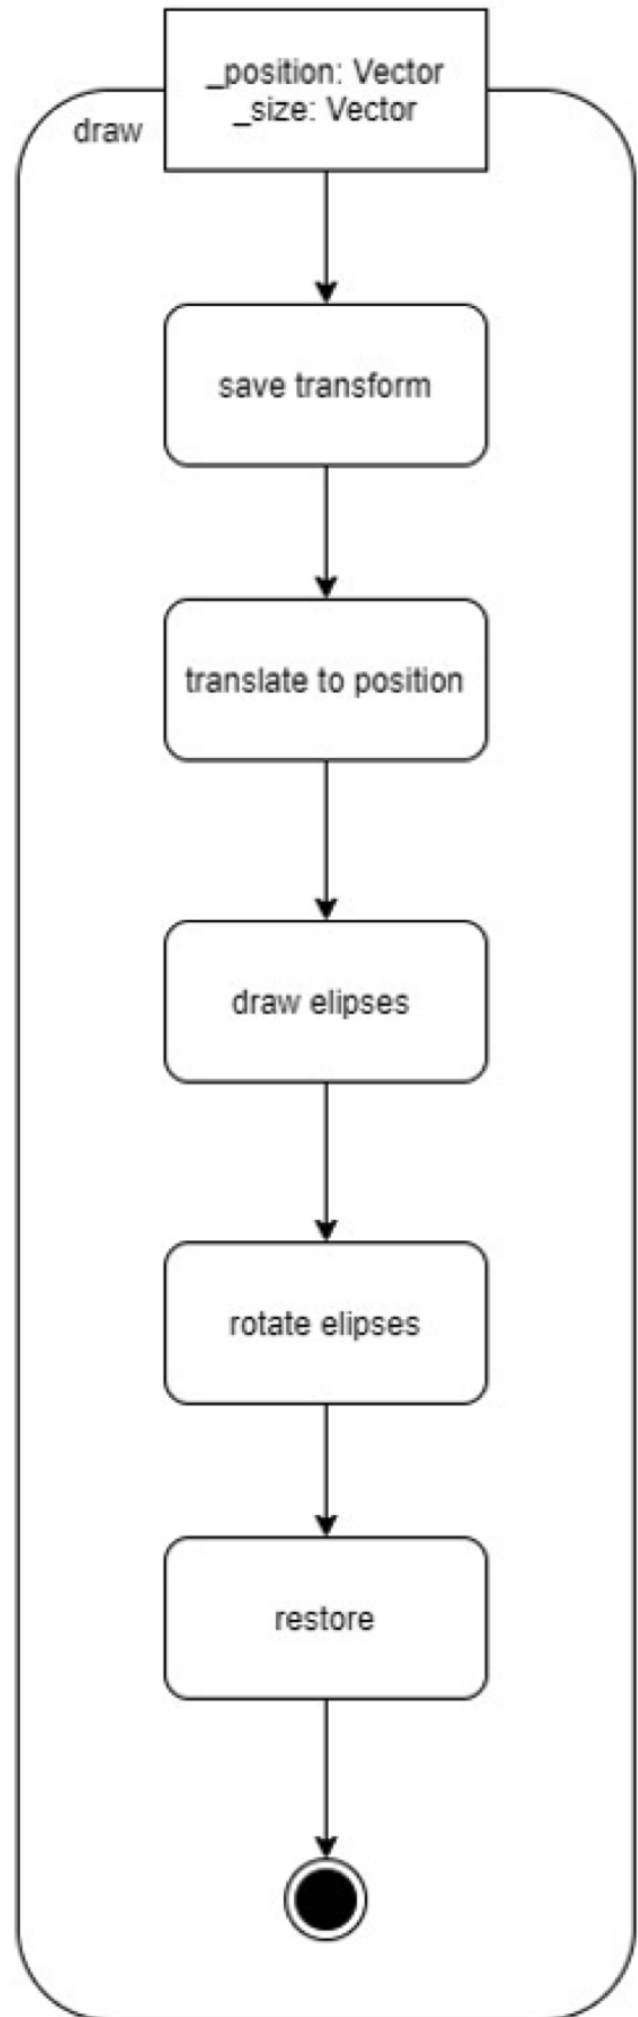 _position: Vector
_size: Vector
draw
save transform
translate to position
draw elipses
rotate elipses
restore